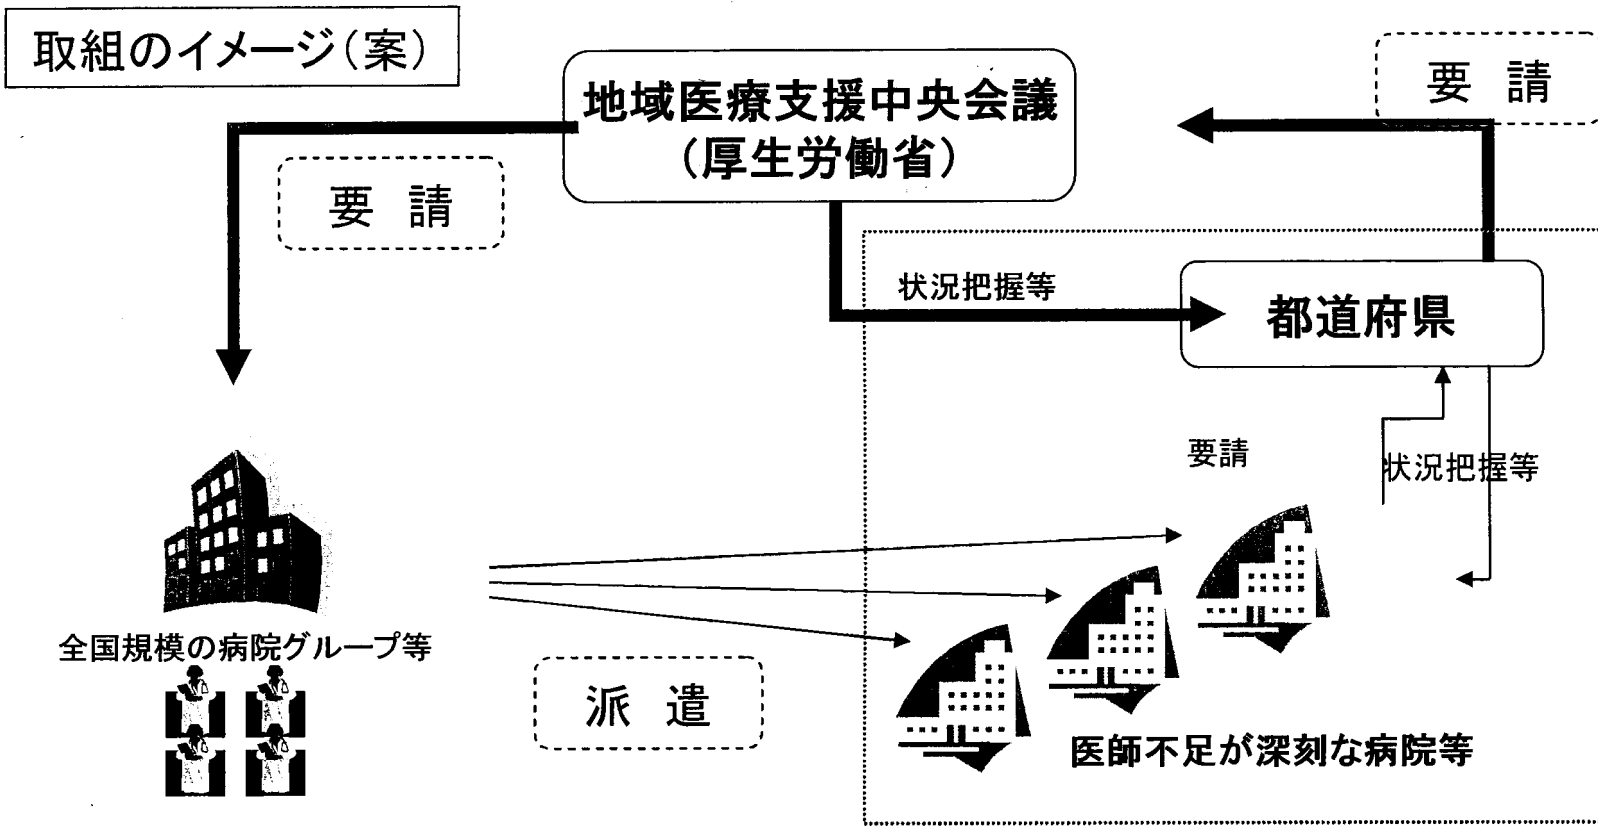 取組のイメージ(案)
地域医療支援中央会議
(厚生労働省)
要 請
要 請
状況把握等
都道府県
要請
状況把握等
全国規模の病院グループ等
派 遣
医師不足が深刻な病院等